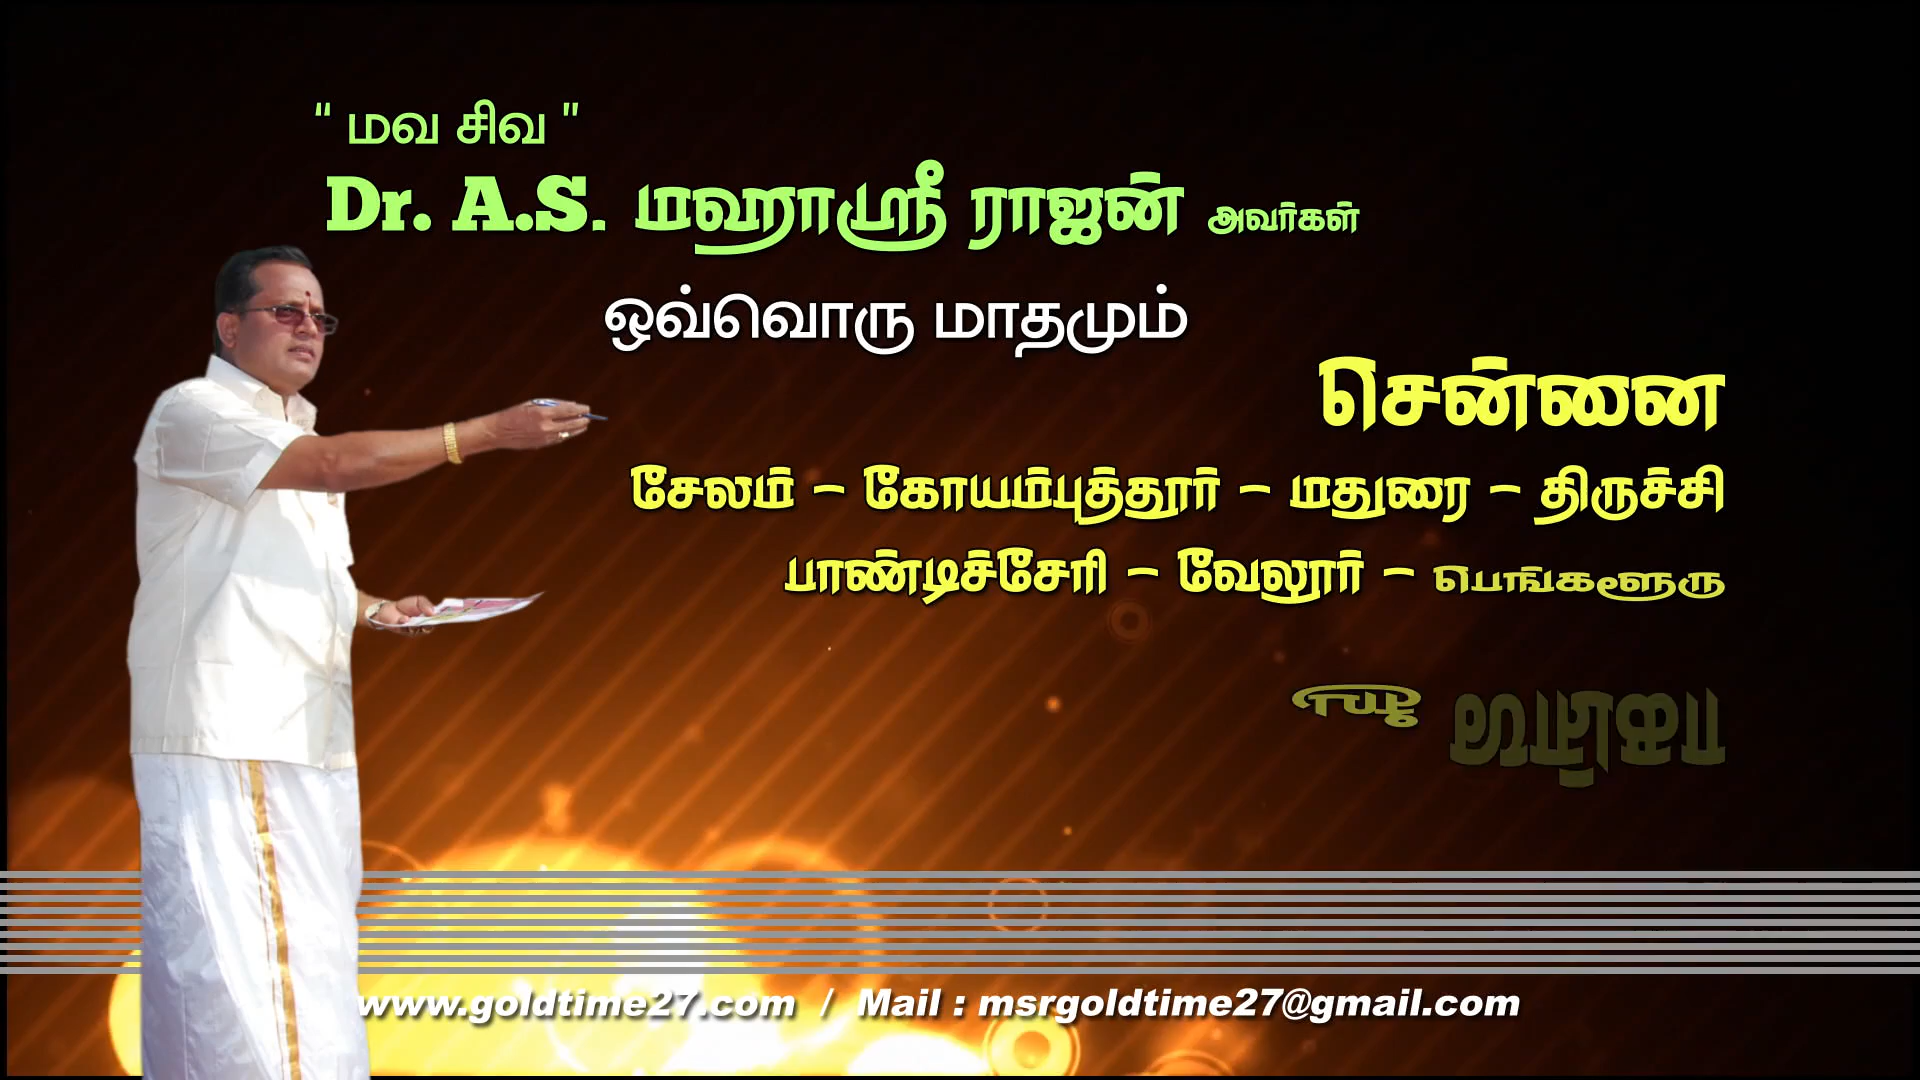 “ மவ சிவ ”
Dr. A.S. மஹாஸ்ரீ ராஜன் அவர்கள்
ஒவ்வொரு மாதமும்
சென்னை
சேலம் – கோயம்புத்தூர் – மதுரை – திருச்சி
பாண்டிச்சேரி – வேலூர் – பெங்களூரு
www.goldtime27.com / Mail : msrgoldtime27@gmail.com